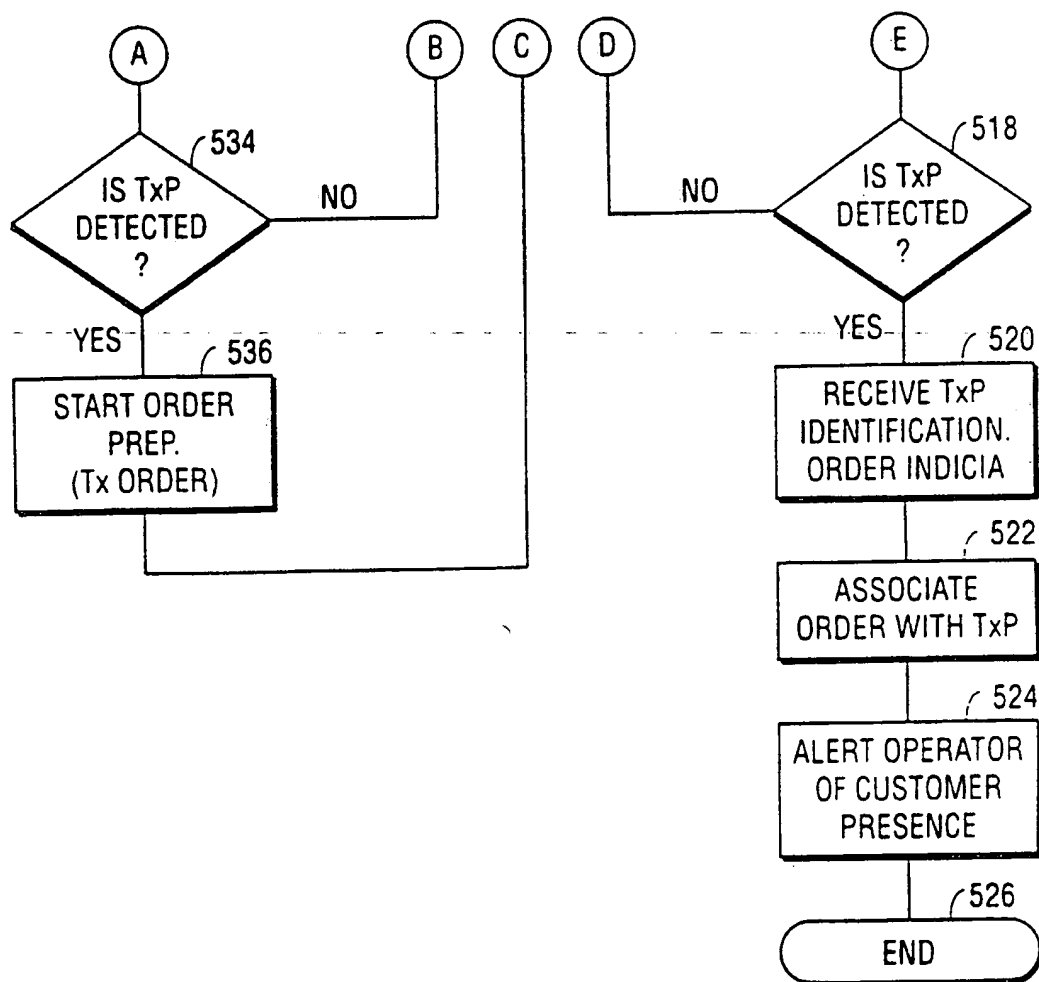 A
B
C
D
E
534
IS TxP
DETECTED
?
NO
YES
536
START ORDER
PREP.
(Tx ORDER)
518
IS TxP
DETECTED
?
NO
YES
520
RECEIVE TxP
IDENTIFICATION.
ORDER INDICIA
522
ASSOCIATE
ORDER WITH TxP
524
ALERT OPERATOR
OF CUSTOMER
PRESENCE
526
END